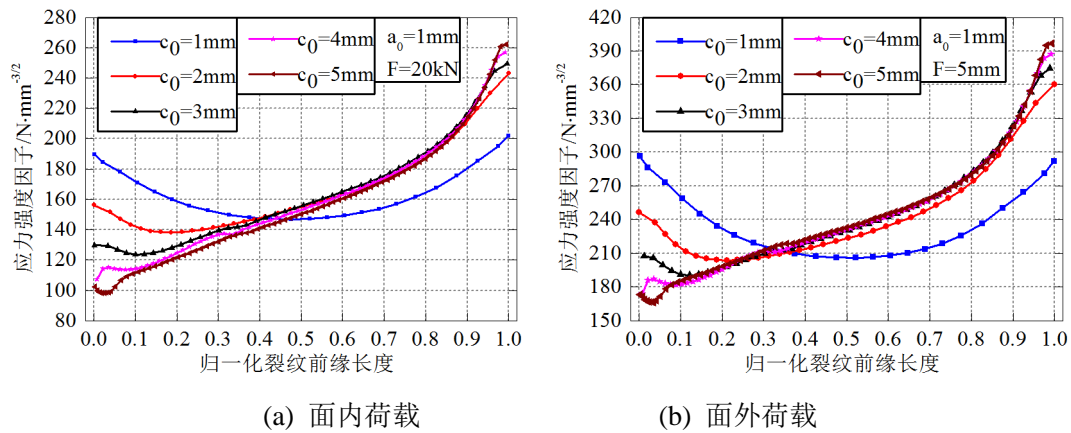 c₀=1mm
c₀=4mm
a₀=1mm
c₀=2mm
c₀=5mm
F=20kN
c₀=3mm
应力强度因子/N·mm⁻³ᐟ²
280
260
240
220
200
180
160
140
120
100
80
0.0 0.1 0.2 0.3 0.4 0.5 0.6 0.7 0.8 0.9 1.0
归一化裂纹前缘长度
(a) 面内荷载
c₀=1mm
c₀=4mm
a₀=1mm
c₀=2mm
c₀=5mm
F=5mm
c₀=3mm
应力强度因子/N·mm⁻³ᐟ²
420
390
360
330
300
270
240
210
180
150
0.0 0.1 0.2 0.3 0.4 0.5 0.6 0.7 0.8 0.9 1.0
归一化裂纹前缘长度
(b) 面外荷载